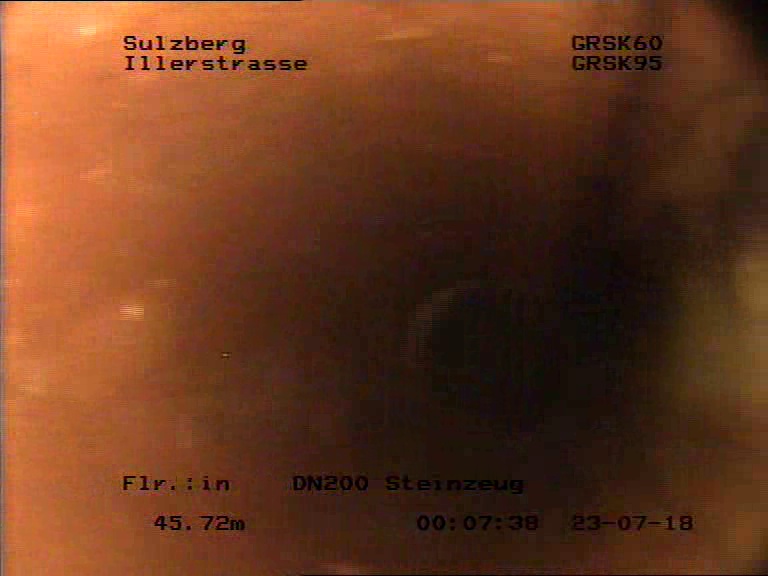 Sulzberg GRSK60
Illerstrasse GRSK95
Flr.:in DN200 Steinzeug
45.72m 00:07:38 23-07-18